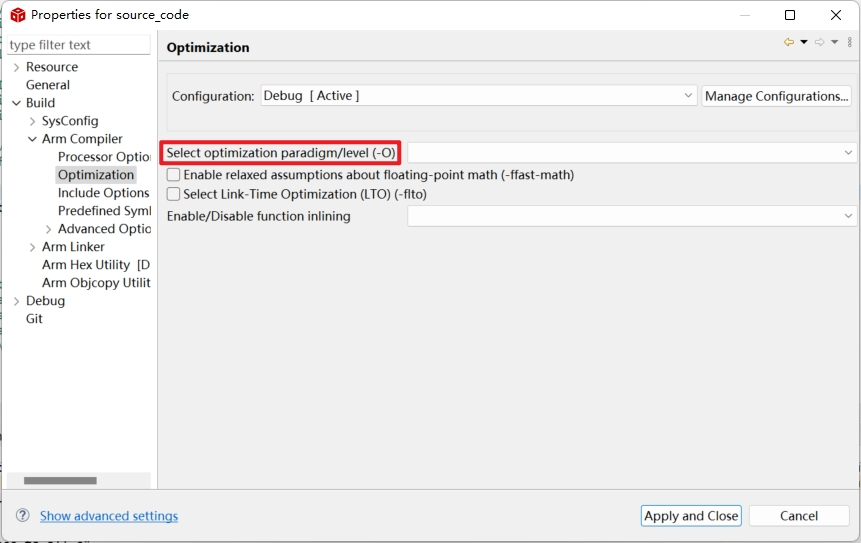 Properties for source_code
type filter text
Optimization
Resource
General
Build
SysConfig
Arm Compiler
Processor Optio
Optimization
Include Options
Predefined Syml
Advanced Optio
Arm Linker
Arm Hex Utility [D
Arm Objcopy Utilit
Debug
Git
Configuration: Debug [ Active ] Manage Configurations...
Select optimization paradigm/level (-O)
Enable relaxed assumptions about floating-point math (-ffast-math)
Select Link-Time Optimization (LTO) (-flto)
Enable/Disable function inlining
Show advanced settings
Apply and Close Cancel